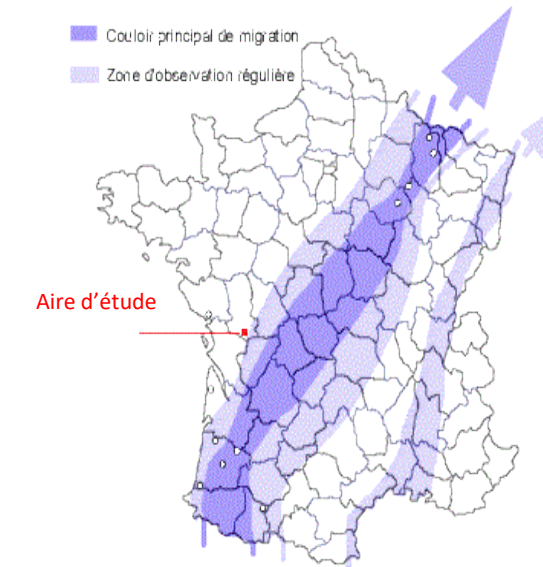 Couloir principal de migration
Zone d'observation régulière
Aire d'étude